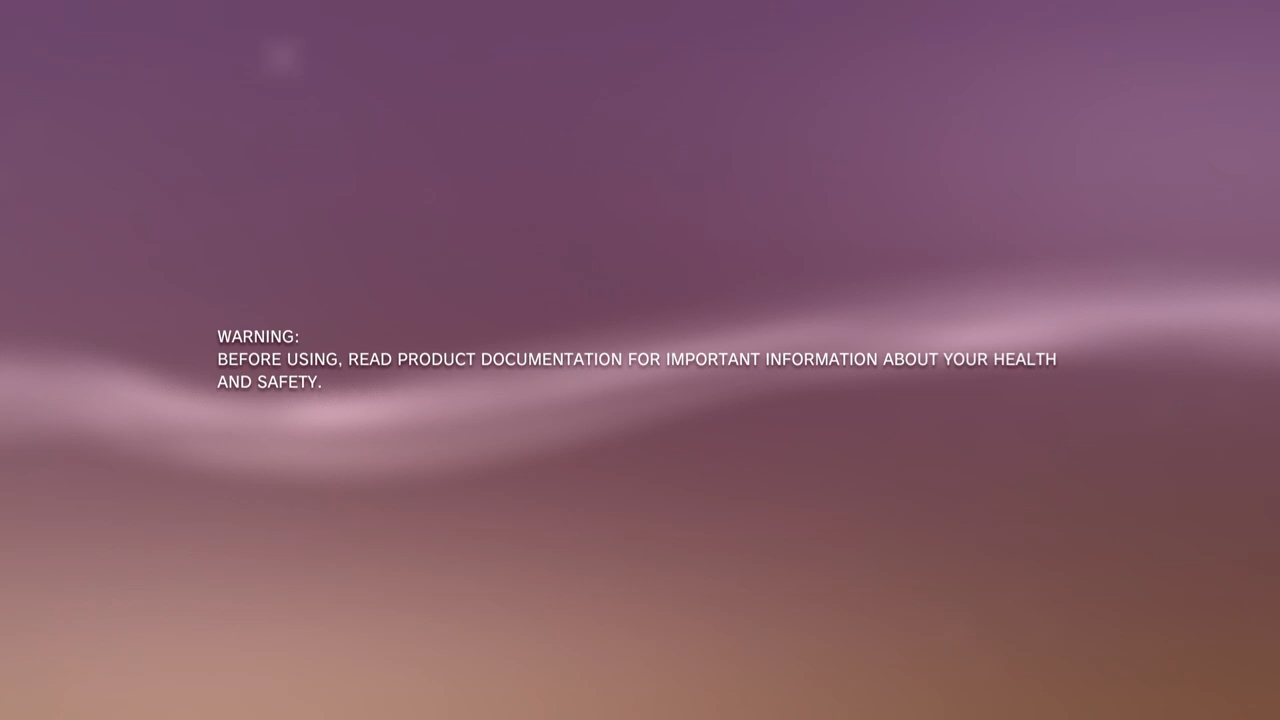 WARNING:
BEFORE USING, READ PRODUCT DOCUMENTATION FOR IMPORTANT INFORMATION ABOUT YOUR HEALTH
AND SAFETY.